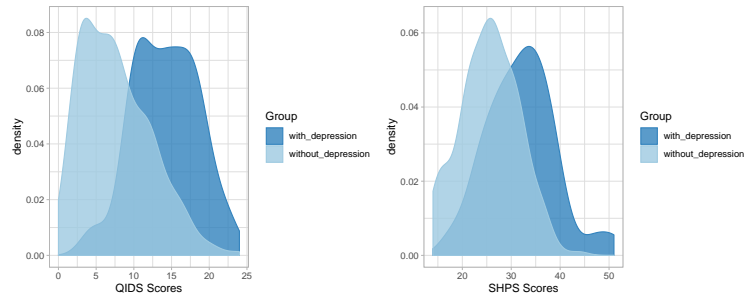 0.08
0.06
0.04
0.02
0.00
density
0 5 10 15 20 25
QIDS Scores
Group
with_depression
without_depression
0.06
0.04
0.02
0.00
density
20 30 40 50
SHPS Scores
Group
with_depression
without_depression